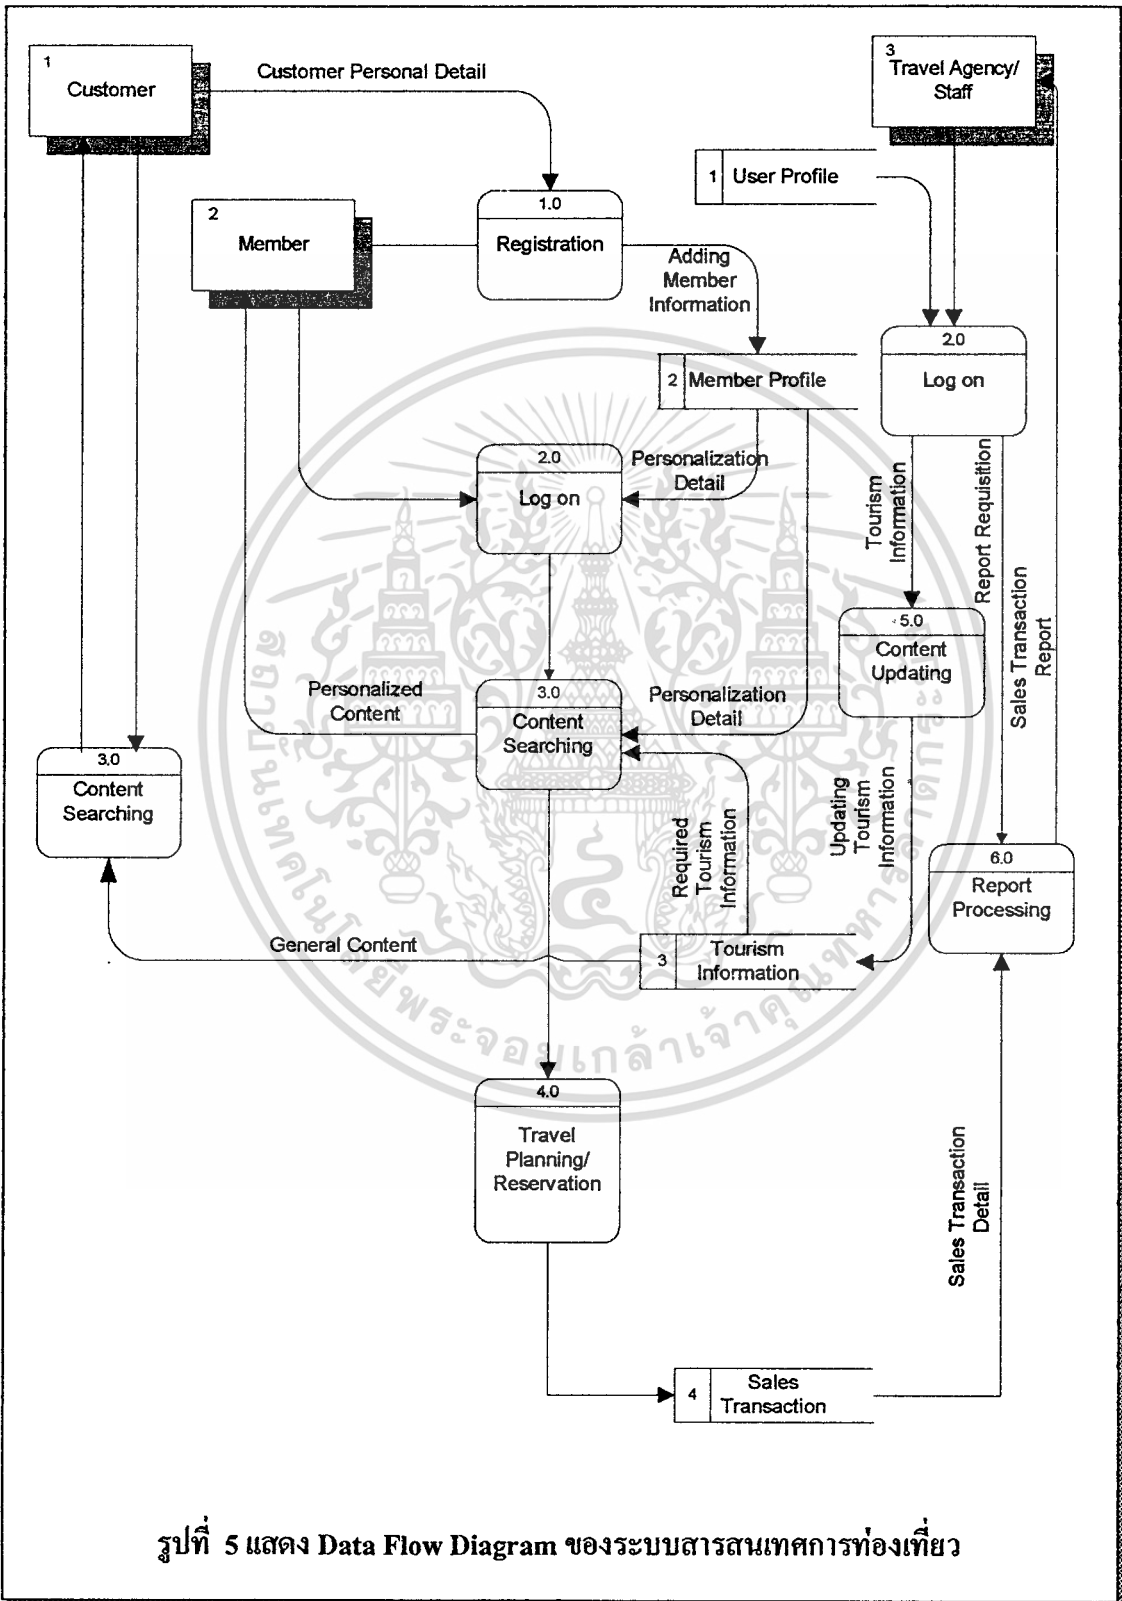 1
Customer
Customer Personal Detail
3
Travel Agency/
Staff
1 User Profile
2
Member
1.0
Registration
Adding
Member
Information
2 Member Profile
2.0
Log on
2.0
Log on
Personalization
Detail
Tourism
Information
Report Requisition
Sales Transaction
Report
5.0
Content
Updating
Personalized
Content
3.0
Content
Searching
Personalization
Detail
3.0
Content
Searching
Required
Tourism
Information
Updating
Tourism
Information
6.0
Report
Processing
General Content
3 Tourism
Information
4.0
Travel
Planning/
Reservation
Sales Transaction
Detail
4 Sales
Transaction
รูปที่ 5 แสดง Data Flow Diagram ของระบบสารสนเทศการท่องเที่ยว